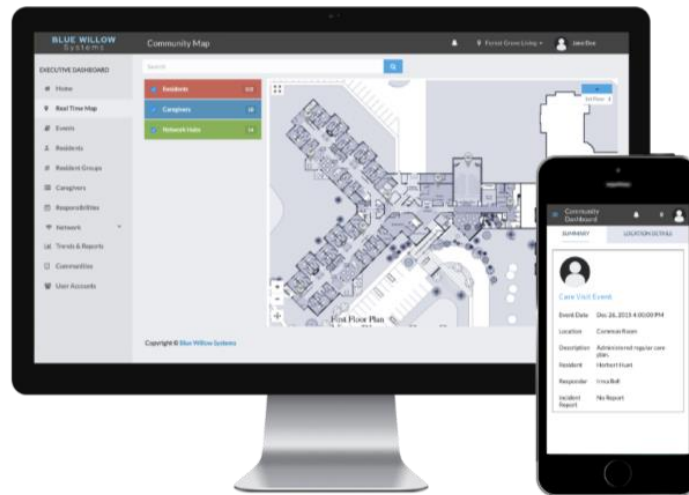 BLUE WILLOW
Systems
Community Map
Forest Grove Living
Jane Doe
EXECUTIVE DASHBOARD
Search
Home
Real Time Map
Events
Residents
Resident Groups
Caregivers
Responsibilities
Network
Trends & Reports
Communities
User Accounts
Residents
Caregivers
Network Hubs
1st Floor
First Floor Plan
Copyright © Blue Willow Systems
Community
Dashboard
SUMMARY
LOCATION DETAILS
Care Visit Event
Event Date Dec 26, 2015 4:00:00 PM
Location Common Room
Description Administered regular care
plan.
Resident Herbert Hunt
Responder Irma Bell
Incident No Report
Report